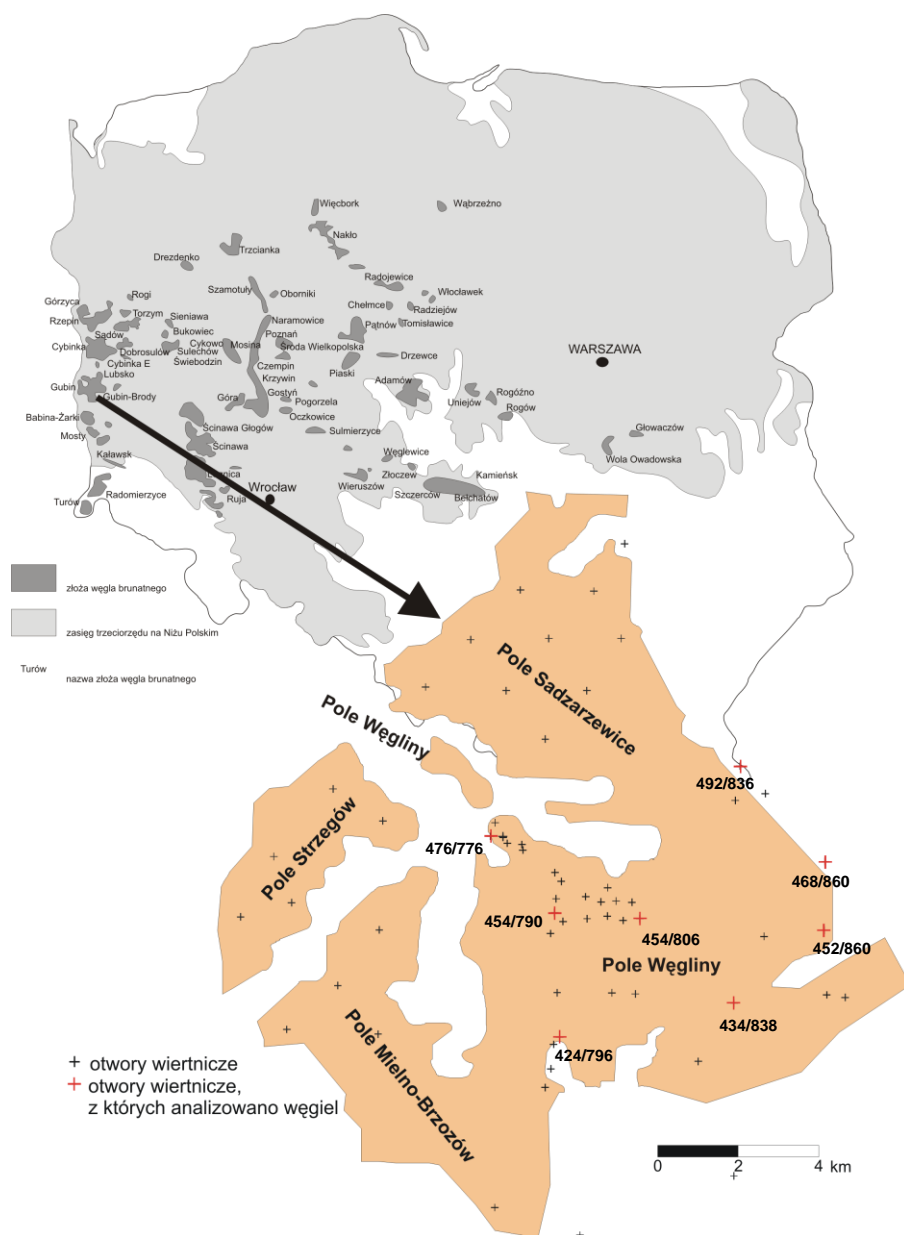 Więcbork
Wąbrzeźno
Nakło
Trzcianka
Drezdenko
Radojewice
Szamotuły
Oborniki
Włocławek
Rogi
Górzyca
Chełmce
Radziejów
Torzym
Sieniawa
Naramowice
Rzepin
Pątnów
Tomisławice
Bukowiec
Poznań
Sądów
Cykowo
Mosina
Środa Wielkopolska
Cybinka
Dobrosułów
Sulechów
WARSZAWA
Drzewce
Świebodzin
Cybinka E
Czempin
Piaski
Lubsko
Krzywin
Adamów
Gubin
Gostyń
Rogóźno
Gubin-Brody
Góra
Pogorzela
Uniejów
Babina-Żarki
Oczkowice
Rogów
Ścinawa Głogów
Sulmierzyce
Głowaczów
Mosty
Ścinawa
Kaławsk
Węglewice
Wola Owadowska
Złoczew
Kamieńsk
Radomierzyce
Wrocław
Wieruszów
Szczerców
Bełchatów
Turów
Ruja
złoża węgla brunatnego
zasięg trzeciorzędu na Niżu Polskim
Turów
nazwa złoża węgla brunatnego
Pole Sadzarzewice
Pole Węgliny
492/836
Pole Strzegów
476/776
468/860
454/790
454/806
452/860
Pole Węgliny
434/838
Pole Mielno-Brzozów
424/796
+ otwory wiertnicze
+ otwory wiertnicze,
z których analizowano węgiel
0 2 4 km